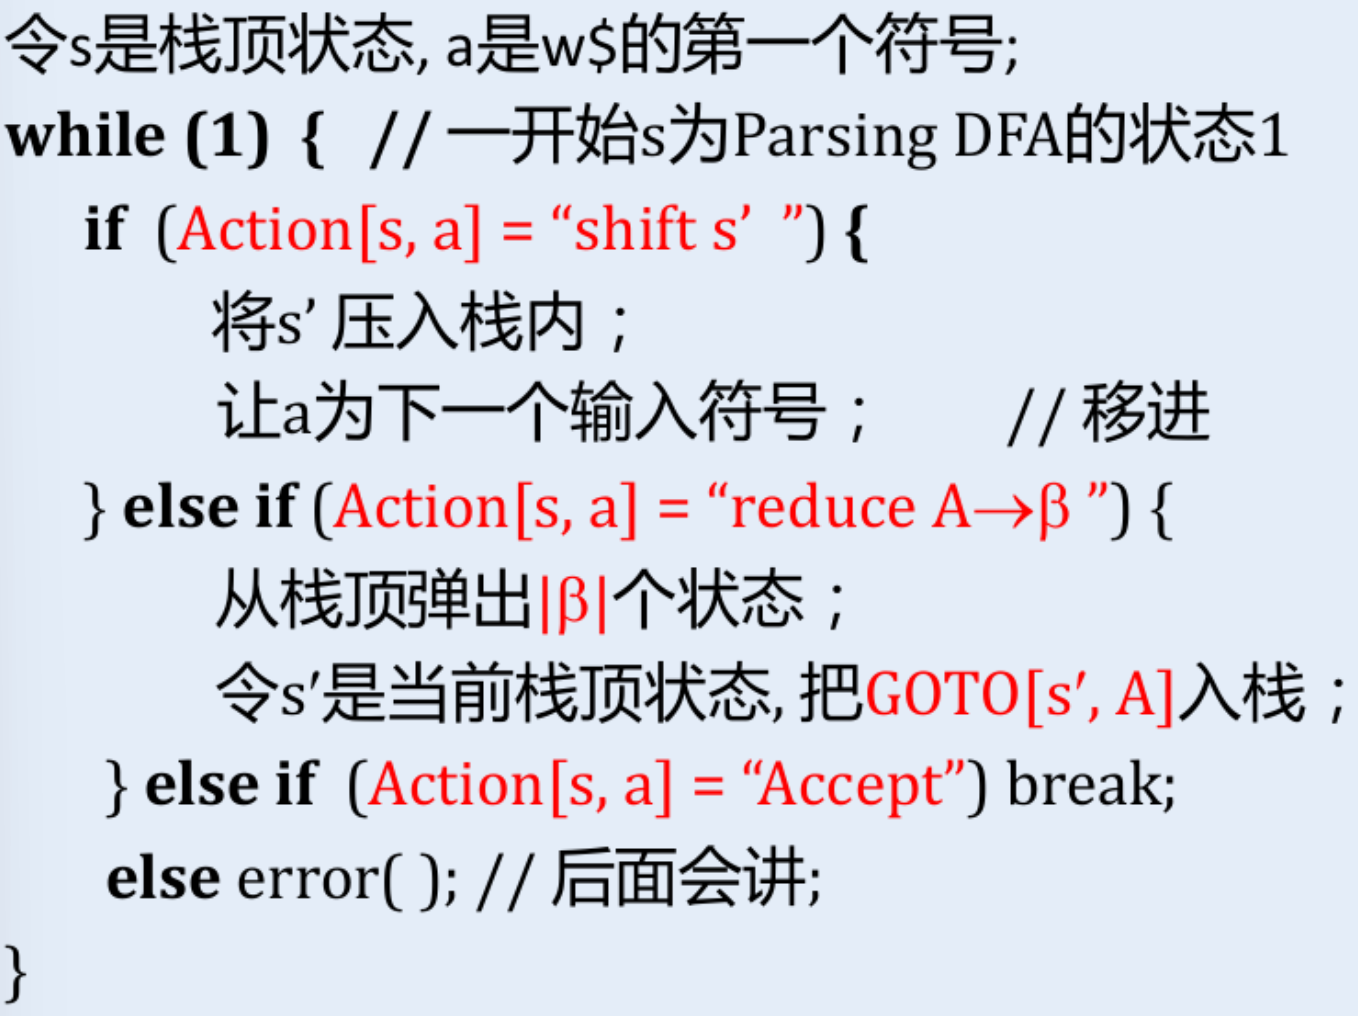 令s是栈顶状态, a是w$的第一个符号;
while (1) { // 一开始s为Parsing DFA的状态1
if (Action[s, a] = “shift s’ ”) {
将s’ 压入栈内；
让a为下一个输入符号； // 移进
} else if (Action[s, a] = “reduce A→β ”) {
从栈顶弹出|β|个状态；
令s′是当前栈顶状态, 把GOTO[s′, A]入栈；
} else if (Action[s, a] = “Accept”) break;
else error( ); // 后面会讲;
}